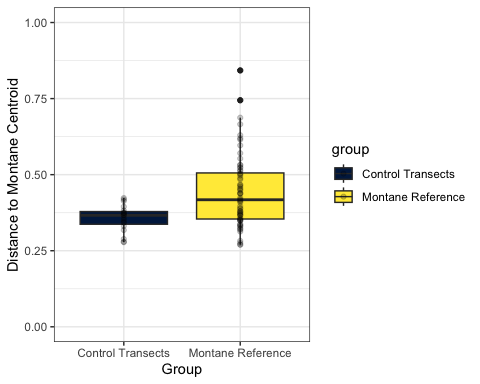 Distance to Montane Centroid
1.00
0.75
0.50
0.25
0.00
Control Transects
Montane Reference
Group
group
Control Transects
Montane Reference